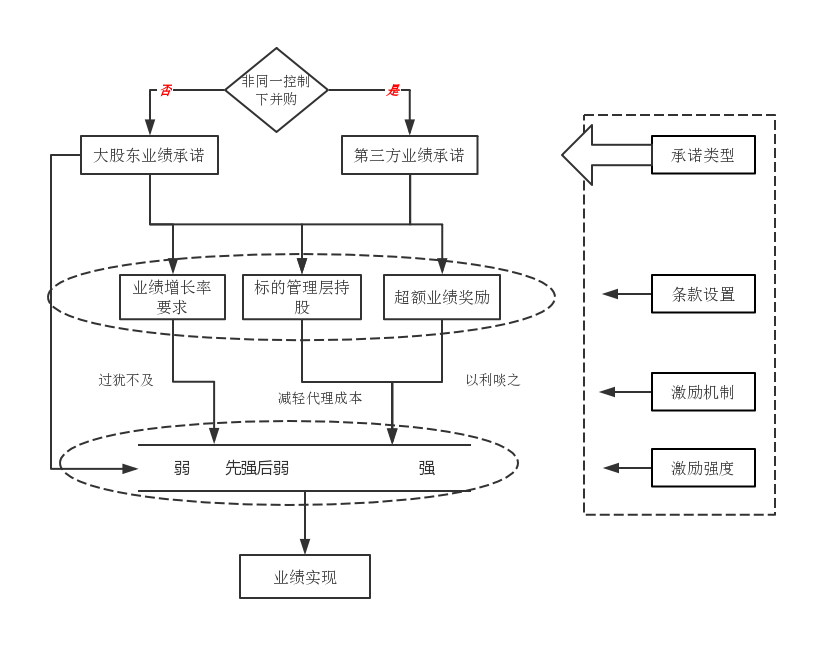 非同一控制
下并购
否
是
大股东业绩承诺
第三方业绩承诺
承诺类型
业绩增长率
要求
标的管理层持
股
超额业绩奖励
条款设置
过犹不及
减轻代理成本
以利啖之
激励机制
弱
先强后弱
强
激励强度
业绩实现